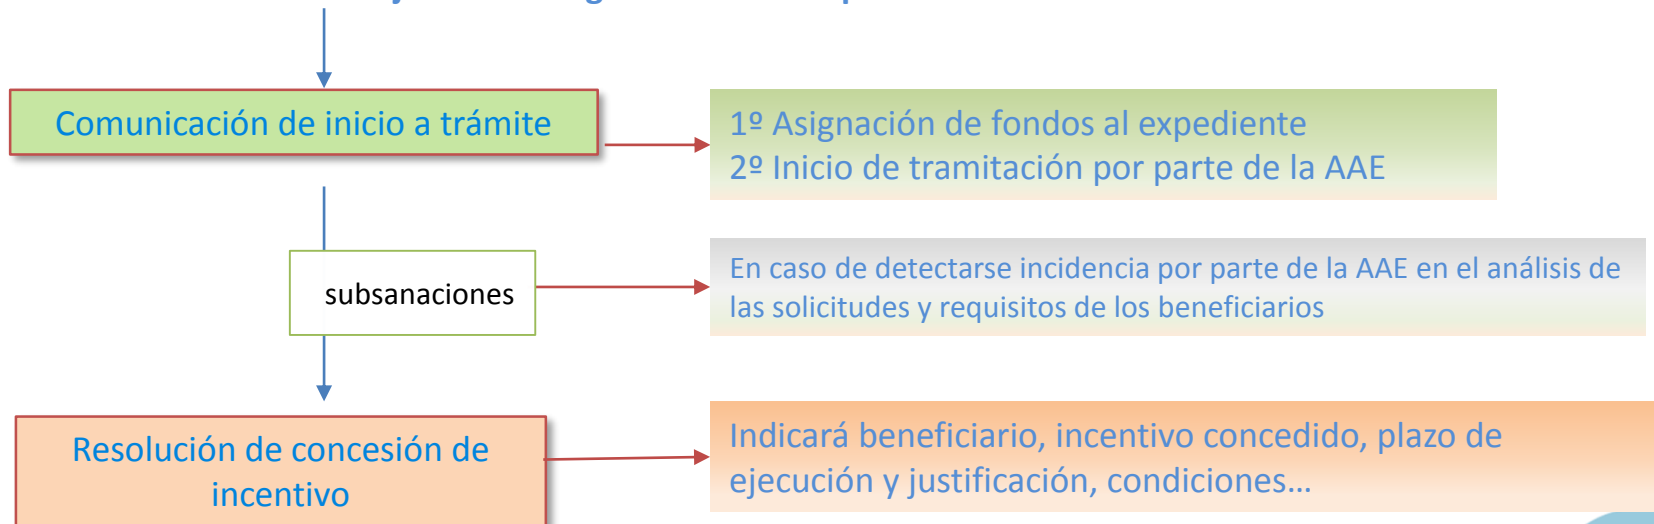 Comunicación de inicio a trámite
1º Asignación de fondos al expediente
2º Inicio de tramitación por parte de la AAE
subsanaciones
En caso de detectarse incidencia por parte de la AAE en el análisis de
las solicitudes y requisitos de los beneficiarios
Resolución de concesión de
incentivo
Indicará beneficiario, incentivo concedido, plazo de
ejecución y justificación, condiciones...